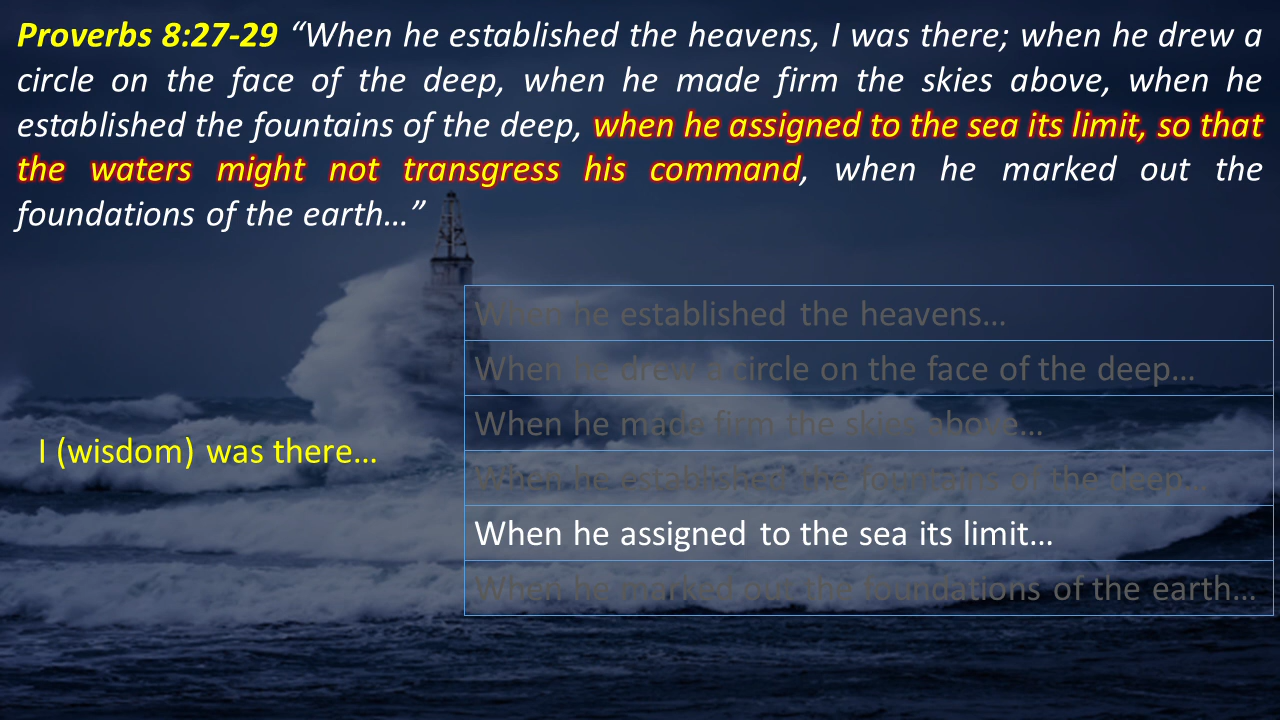 Proverbs 8:27-29 “When he established the heavens, I was there; when he drew a
circle on the face of the deep, when he made firm the skies above, when he
established the fountains of the deep, when he assigned to the sea its limit, so that
the waters might not transgress his command, when he marked out the
foundations of the earth…”
When he established the heavens…
When he drew a circle on the face of the deep…
When he made firm the skies above…
I (wisdom) was there…
When he established the fountains of the deep…
When he assigned to the sea its limit…
When he marked out the foundations of the earth…